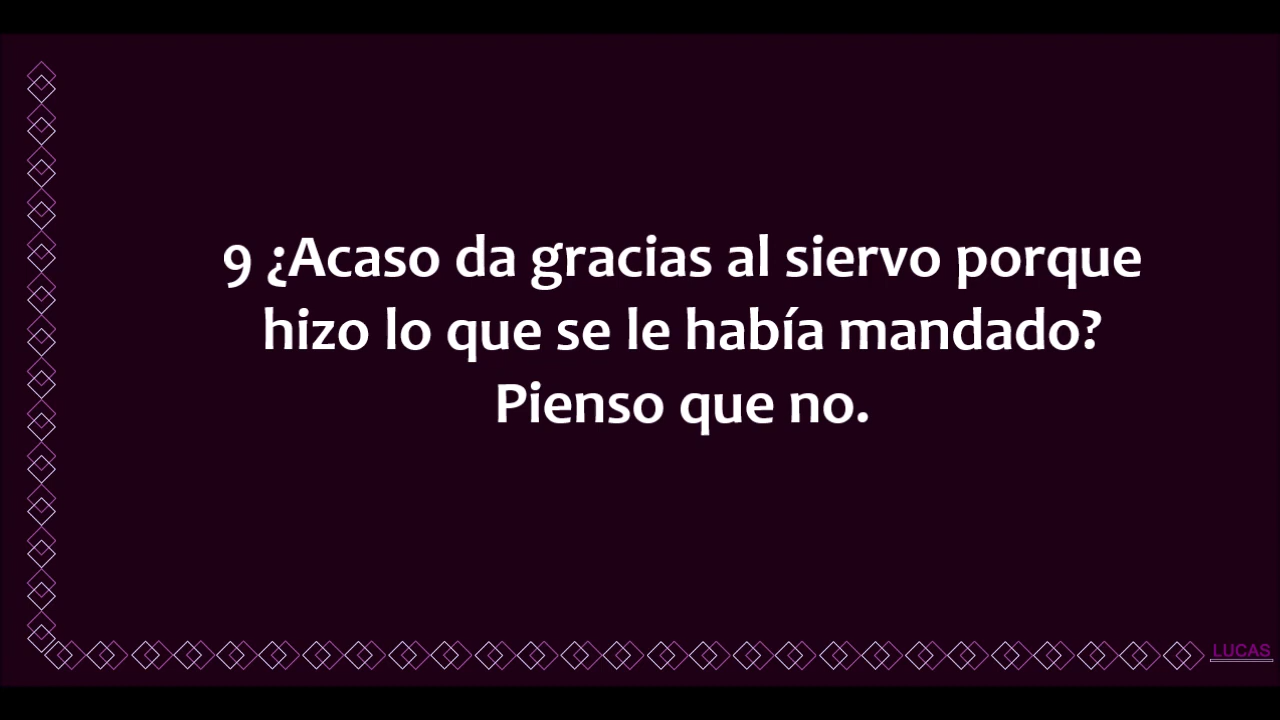 9 ¿Acaso da gracias al siervo porque
hizo lo que se le había mandado?
Pienso que no.
LUCAS